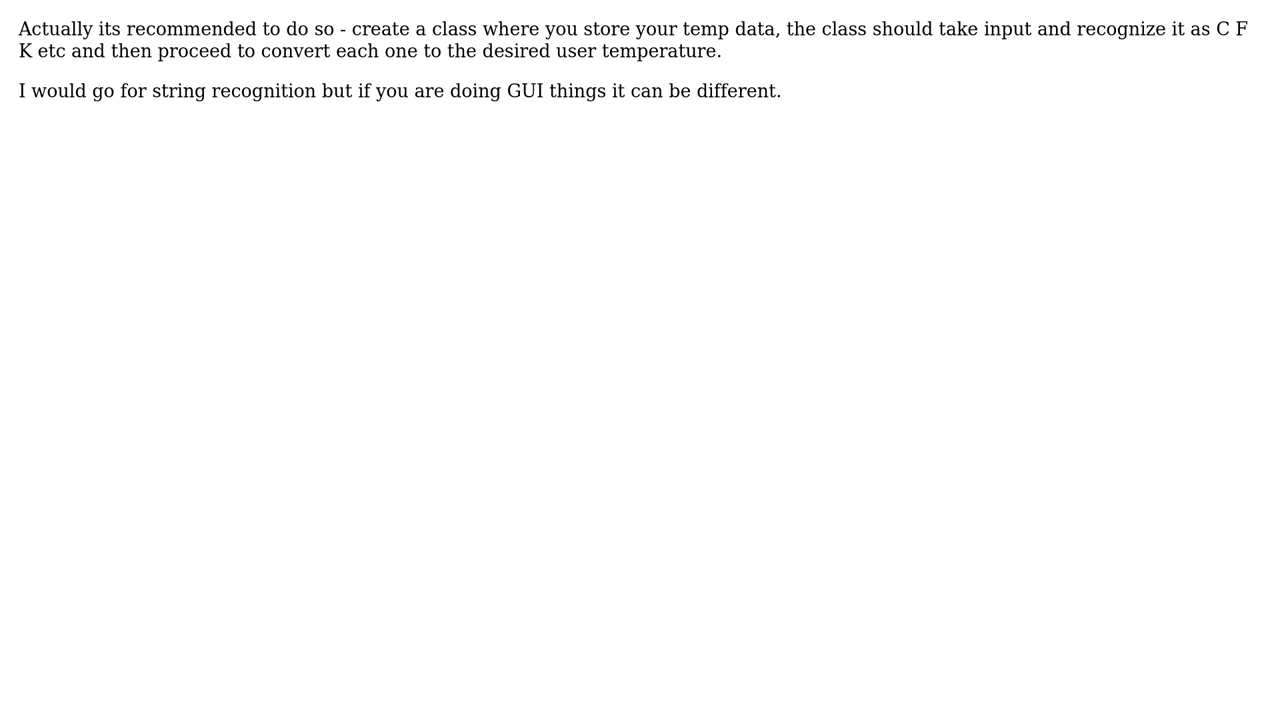 Actually its recommended to do so - create a class where you store your temp data, the class should take input and recognize it as C F
K etc and then proceed to convert each one to the desired user temperature.
I would go for string recognition but if you are doing GUI things it can be different.